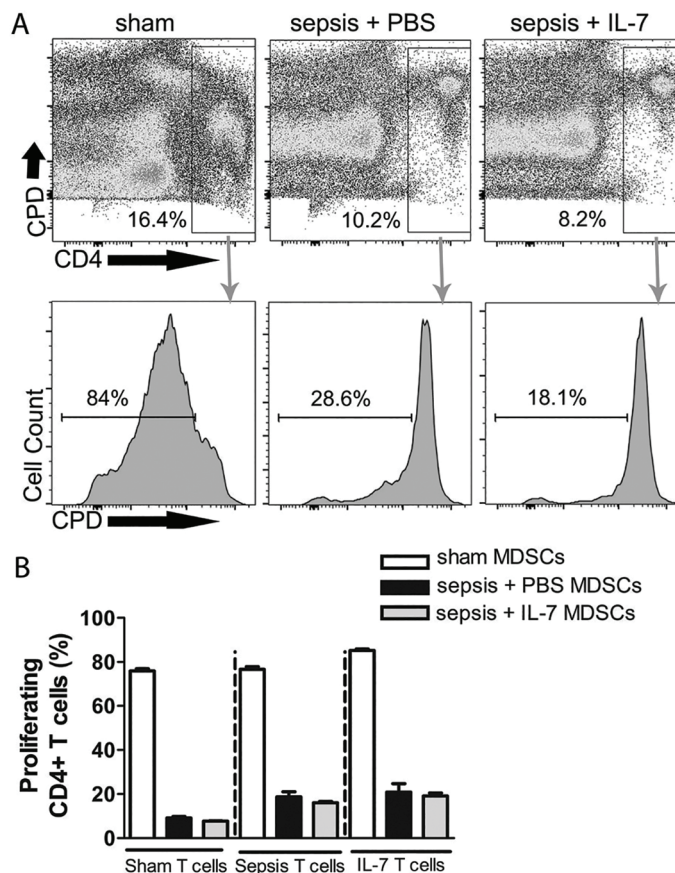 A
sham
sepsis + PBS
sepsis + IL-7
CPD
16.4%
10.2%
8.2%
CD4
Cell Count
84%
28.6%
18.1%
CPD
B
sham MDSCs
sepsis + PBS MDSCs
sepsis + IL-7 MDSCs
Proliferating
CD4+ T cells (%)
100
80
60
40
20
0
Sham T cells
Sepsis T cells
IL-7 T cells